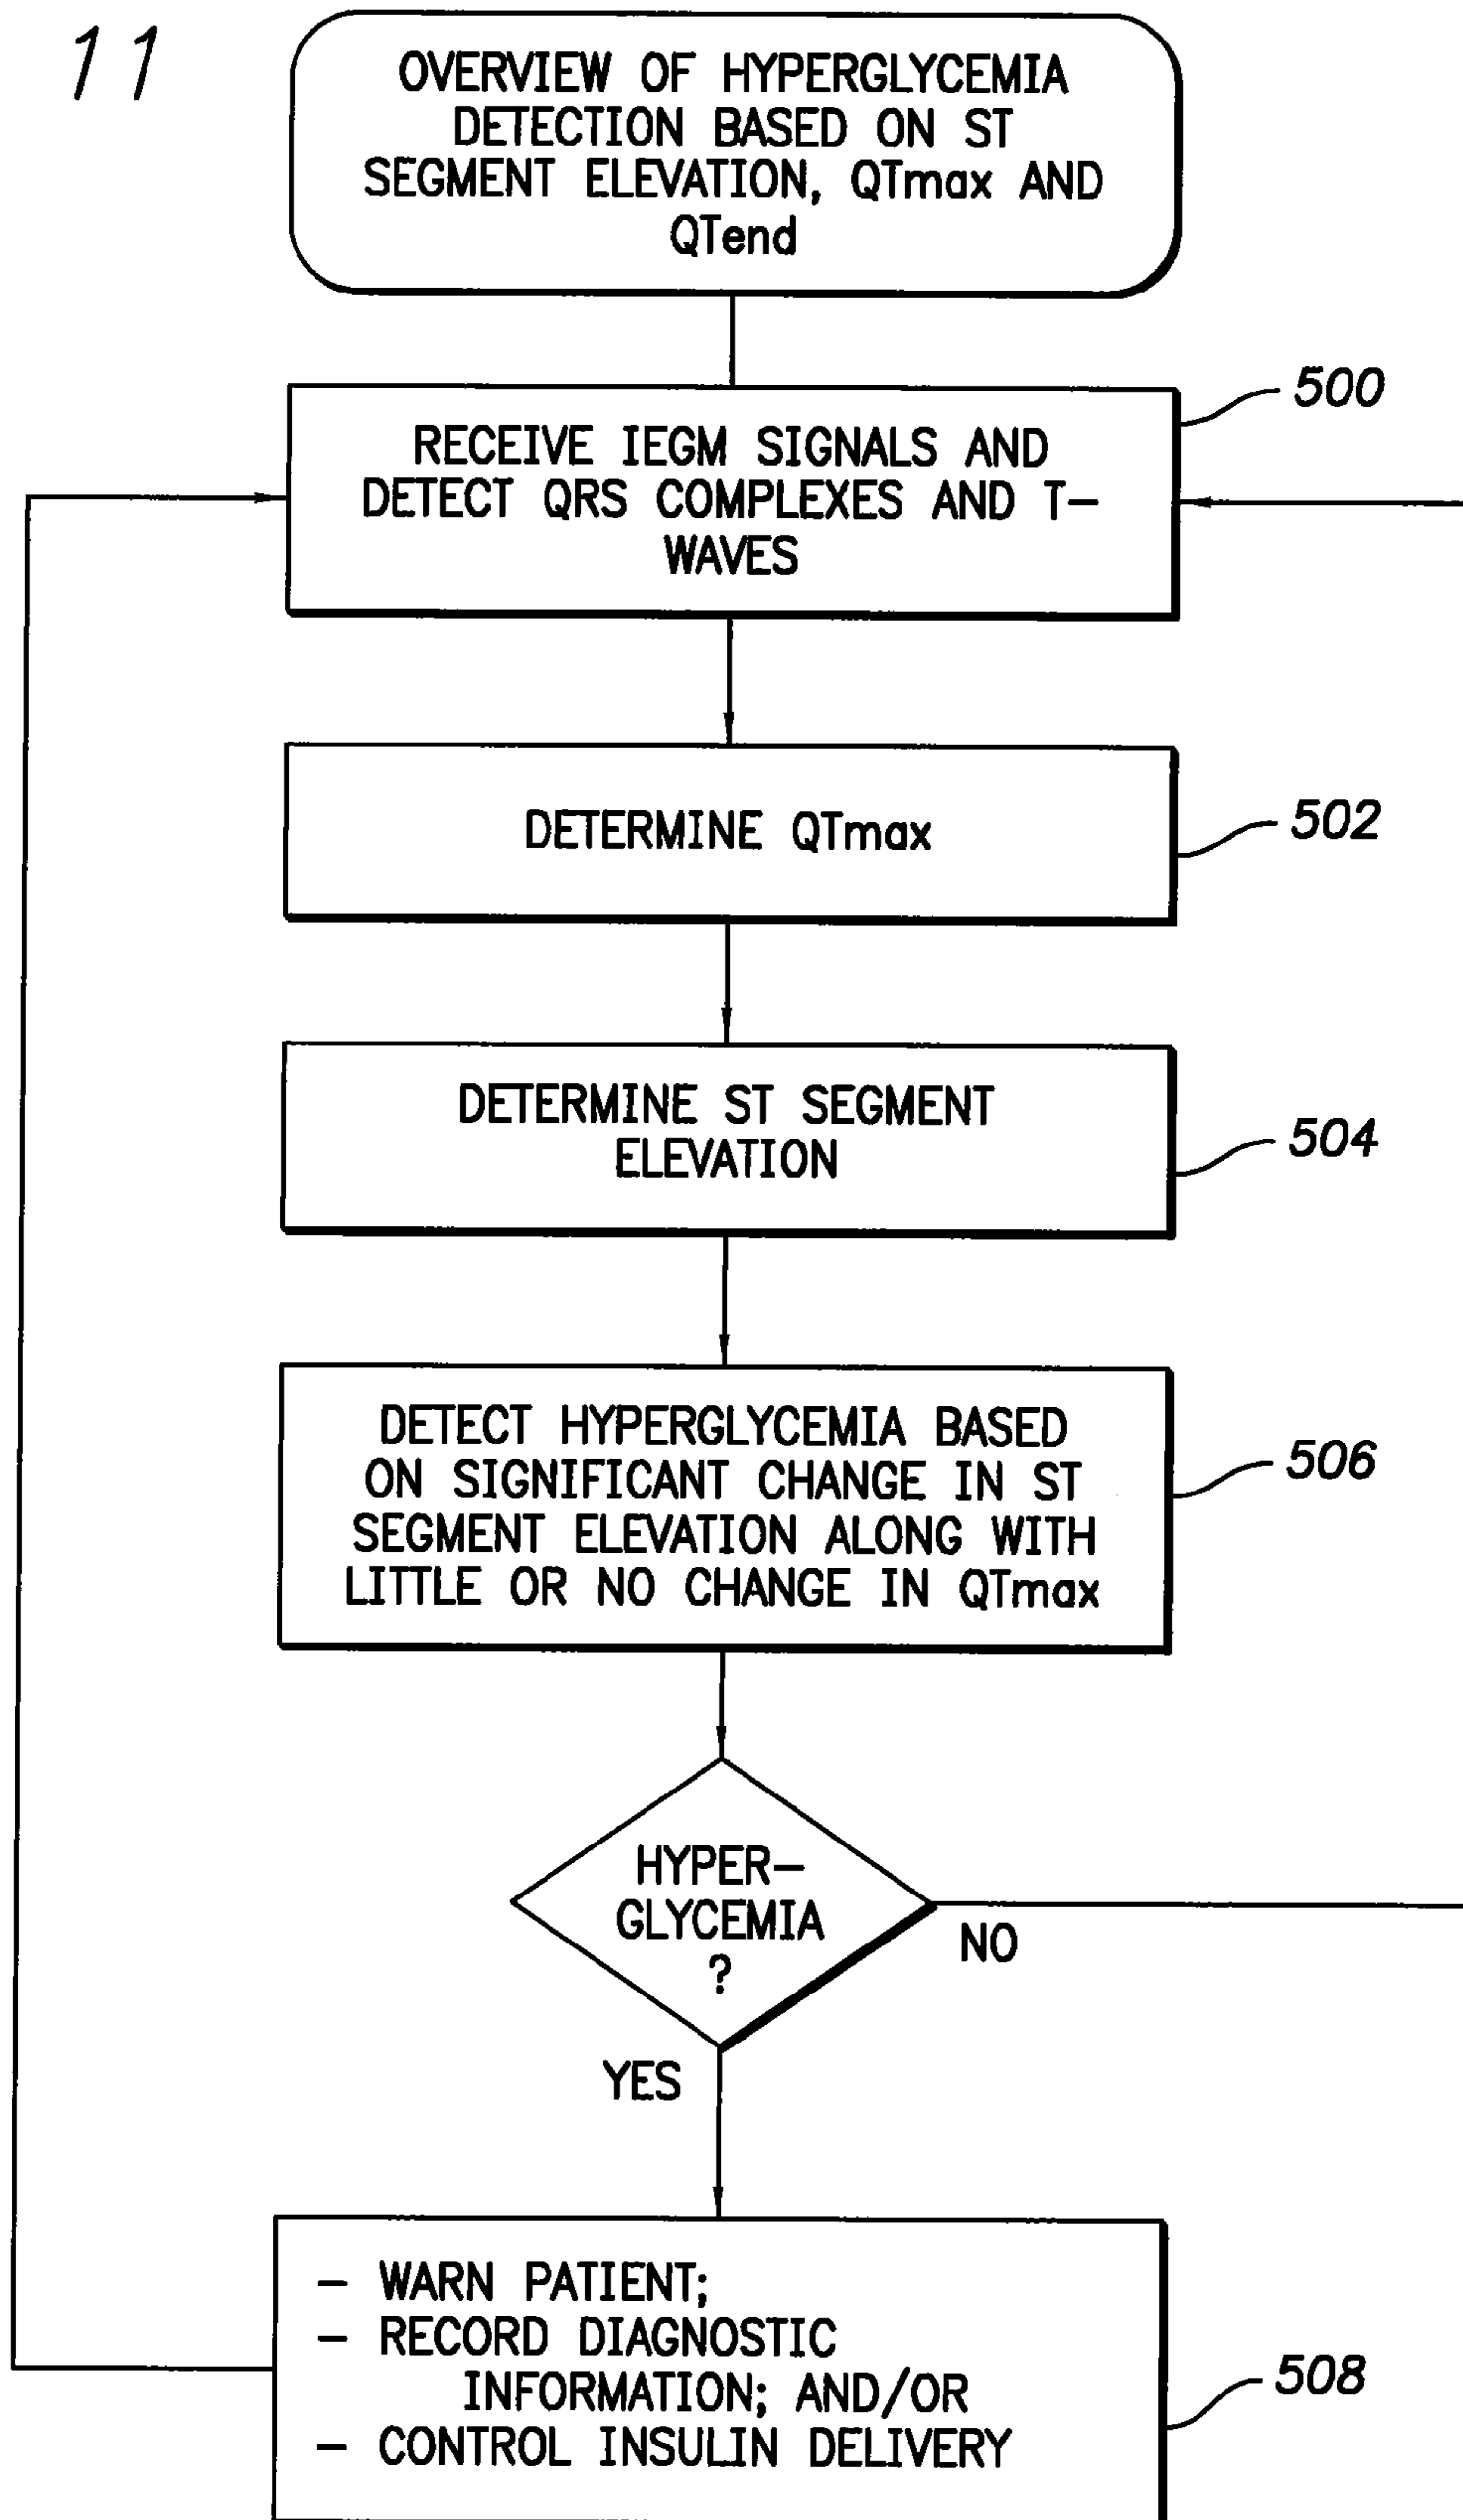 11
OVERVIEW OF HYPERGLYCEMIA
DETECTION BASED ON ST
SEGMENT ELEVATION, QTmax AND
QTend
500
RECEIVE IEGM SIGNALS AND
DETECT QRS COMPLEXES AND T-
WAVES
DETERMINE QTmax
502
DETERMINE ST SEGMENT
ELEVATION
504
DETECT HYPERGLYCEMIA BASED
ON SIGNIFICANT CHANGE IN ST
SEGMENT ELEVATION ALONG WITH
LITTLE OR NO CHANGE IN QTmax
506
HYPER-
GLYCEMIA
?
NO
YES
- WARN PATIENT;
- RECORD DIAGNOSTIC
INFORMATION; AND/OR
- CONTROL INSULIN DELIVERY
508